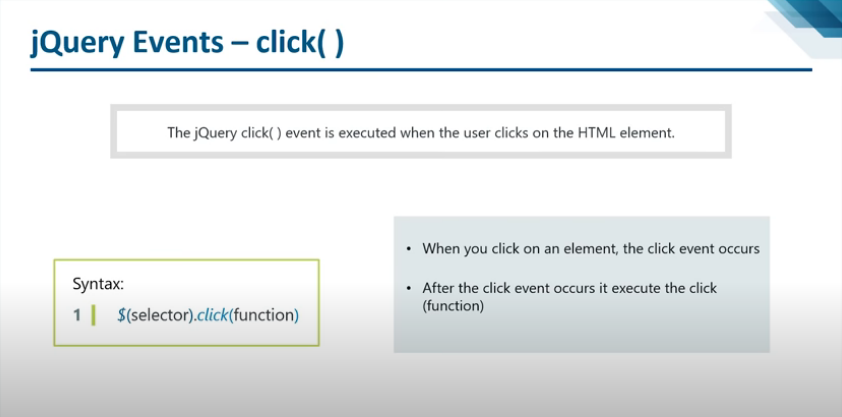 jQuery Events – click( )
The jQuery click( ) event is executed when the user clicks on the HTML element.
Syntax:
1 $(selector).click(function)
• When you click on an element, the click event occurs
• After the click event occurs it execute the click
(function)